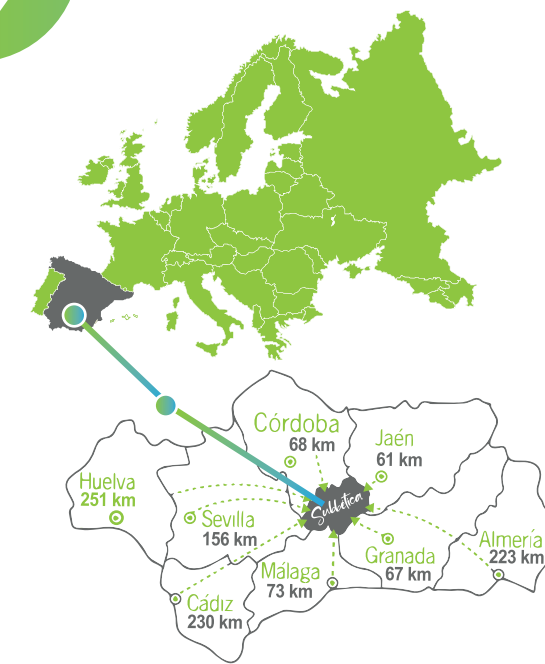 Córdoba
68 km
Jaén
61 km
Huelva
251 km
Subbética
Sevilla
156 km
Granada
67 km
Almería
223 km
Málaga
73 km
Cádiz
230 km